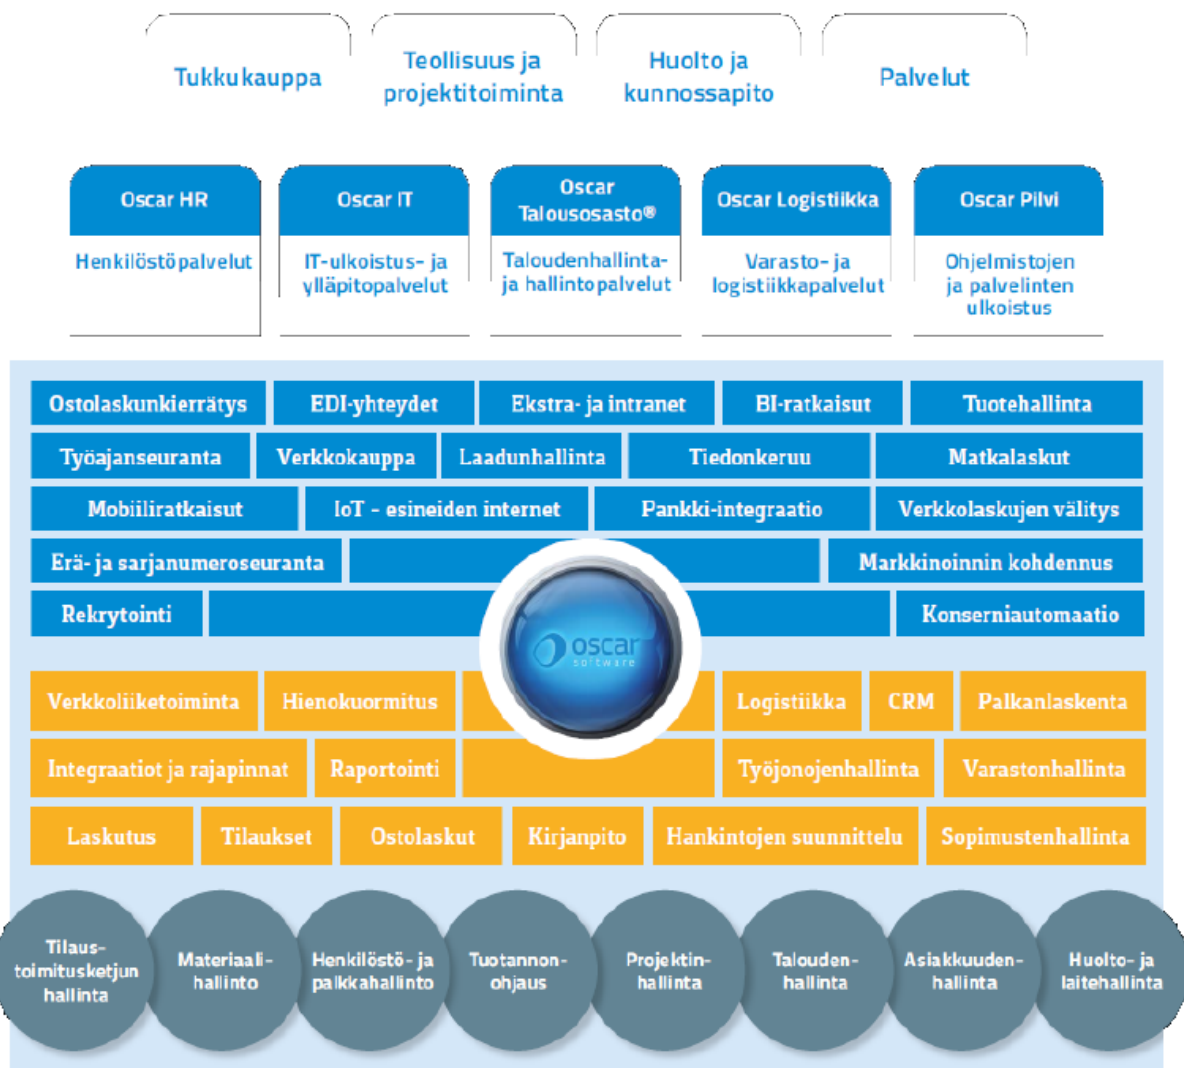 Tukkukauppa
Teollisuus ja
projektitoiminta
Huolto ja
kunnossapito
Palvelut
Oscar HR
Henkilöstöpalvelut
Oscar IT
IT-ulkoistus- ja
ylläpitopalvelut
Oscar
Talousosasto®
Taloudenhallinta-
ja hallintopalvelut
Oscar Logistiikka
Varasto- ja
logistiikkapalvelut
Oscar Pilvi
Ohjelmistojen
ja palvelinten
ulkoistus
Ostolaskunkierrätys
EDI-yhteydet
Ekstra- ja intranet
BI-ratkaisut
Tuotehallinta
Työajanseuranta
Verkkokauppa
Laadunhallinta
Tiedonkeruu
Matkalaskut
Mobiiliratkaisut
IoT - esineiden internet
Pankki-integraatio
Verkkolaskujen välitys
Erä- ja sarjanumeroseuranta
Markkinoinnin kohdennus
Rekrytointi
Konserniautomaatio
oscar
software
Verkkoliiketoiminta
Hienokuormitus
Logistiikka
CRM
Palkanlaskenta
Integraatiot ja rajapinnat
Raportointi
Työjonojenhallinta
Varastonhallinta
Laskutus
Tilaukset
Ostolaskut
Kirjanpito
Hankintojen suunnittelu
Sopimustenhallinta
Tilaus-
toimitusketjun
hallinta
Materiaali-
hallinto
Henkilöstö- ja
palkkahallinto
Tuotannon-
ohjaus
Projektin-
hallinta
Talouden-
hallinta
Asiakkuuden-
hallinta
Huolto- ja
laitehallinta